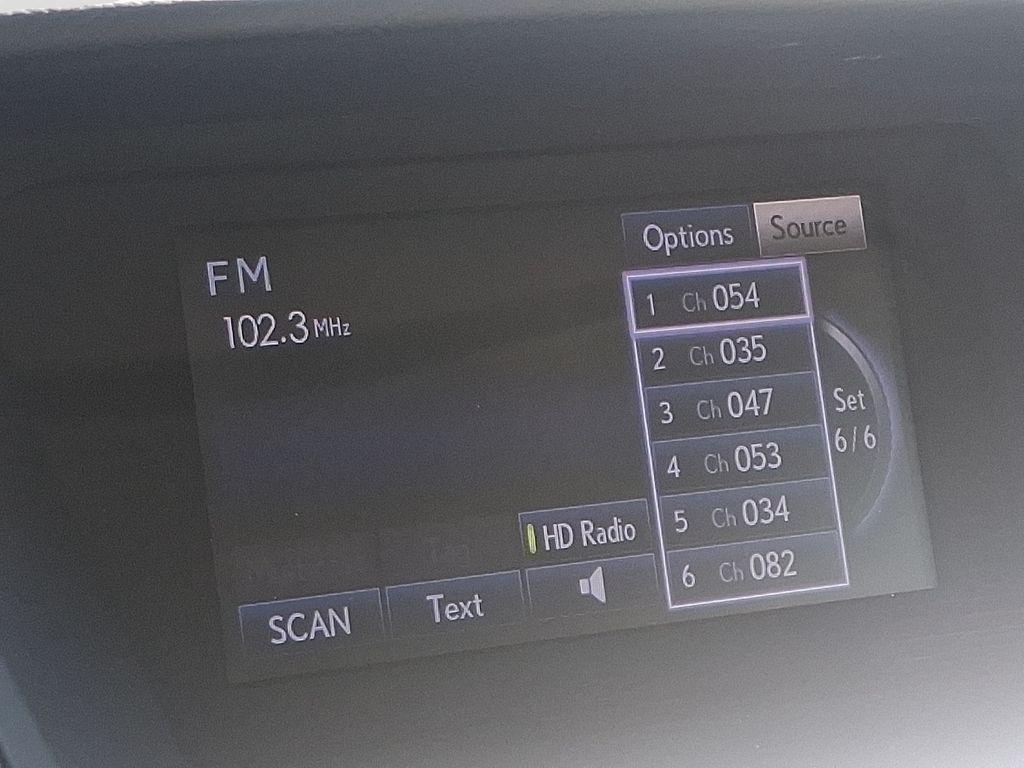 Options Source
FM
102.3 MHz
1 Ch 054
2 Ch 035
3 Ch 047
4 Ch 053
5 Ch 034
6 Ch 082
Set
6/6
HD Radio
SCAN Text